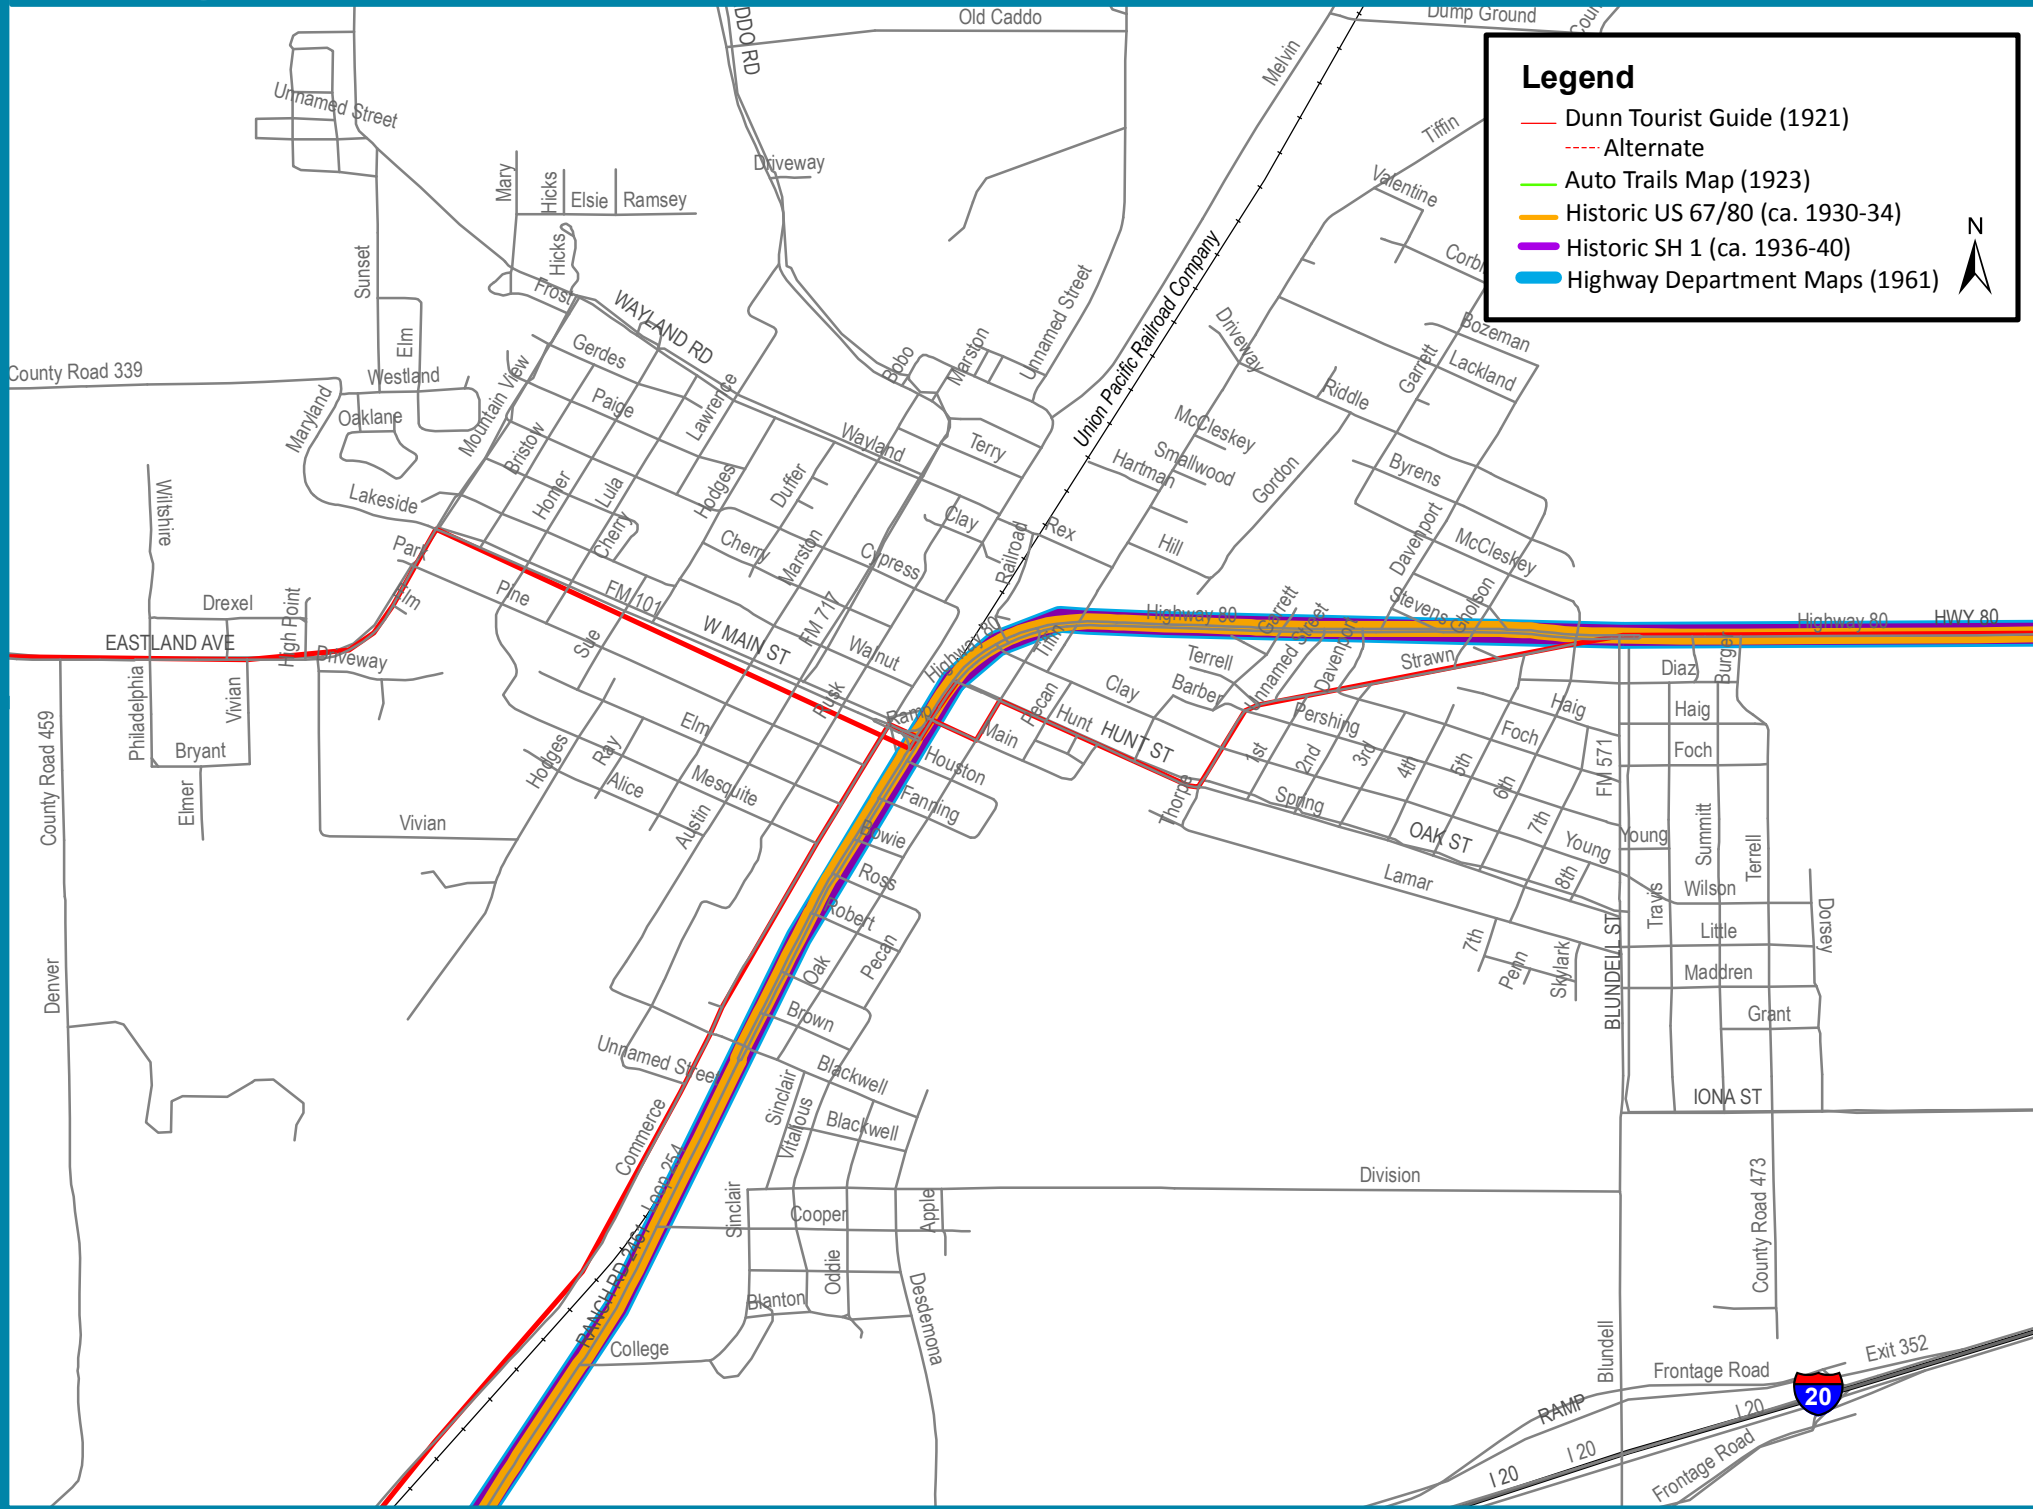 Old Caddo
Dump Ground
DDO RD
Melvin
Legend
Dunn Tourist Guide (1921)
Alternate
Auto Trails Map (1923)
Historic US 67/80 (ca. 1930-34)
Historic SH 1 (ca. 1936-40)
Highway Department Maps (1961)
N
Unnamed Street
Tiffin
Driveway
Mary
Hicks
Elsie
Ramsey
Valentine
Sunset
Hicks
Frost
WAYLAND RD
Unnamed Street
Union Pacific Railroad Company
Elm
Gerdes
Bobo
Marston
Driveway
Bozeman
Lackland
Garrett
Riddle
County Road 339
Westland
Oaklane
Maryland
Mountain View
Paige
Lawrence
Bristow
Wayland
Terry
McCleskey
Smallwood
Hartman
Gordon
Byrens
Wiltshire
Lakeside
Homer
Lula
Cherry
Hodges
Duffer
Cherry
Marston
Clay
Cypress
Railroad
Rex
Hill
Davenport
McCleskey
Park
Elm
Pine
FM 101
W MAIN ST
FM 717
Walnut
Drexel
High Point
EASTLAND AVE
Driveway
Philadelphia
Vivian
Bryant
Elmer
Sue
Rusk
Highway 80
Tiffin
Highway 80
Garrett
Unnamed Street
Davenport
Stevens
Gholson
Highway 80
HWY 80
Strawn
Diaz
Burger
Terrell
Barber
Clay
Pecan
Hunt
HUNT ST
Main
Ramp
Houston
Fanning
Bowie
Ross
Robert
Pecan
Oak
Brown
Blackwell
Pershing
Haig
Foch
1st
2nd
3rd
4th
5th
6th
7th
8th
FM 571
Haig
Foch
Thorpe
Spring
OAK ST
Young
Young
Summitt
Terrell
Lamar
Wilson
Travis
Little
Dorsey
Maddren
Grant
7th
Penn
Skylark
BLUNDELL ST
IONA ST
County Road 459
Denver
Vivian
Hodges
Ray
Alice
Elm
Mesquite
Austin
Unnamed Street
Commerce
Sinclair
Vitalious
Blackwell
RANCH RD 2461
Loop 254
Sinclair
Cooper
Apple
Oddie
Blanton
Desdemona
College
Division
County Road 473
Blundell
Frontage Road
Exit 352
RAMP
I 20
20
I 20
I 20
Frontage Road